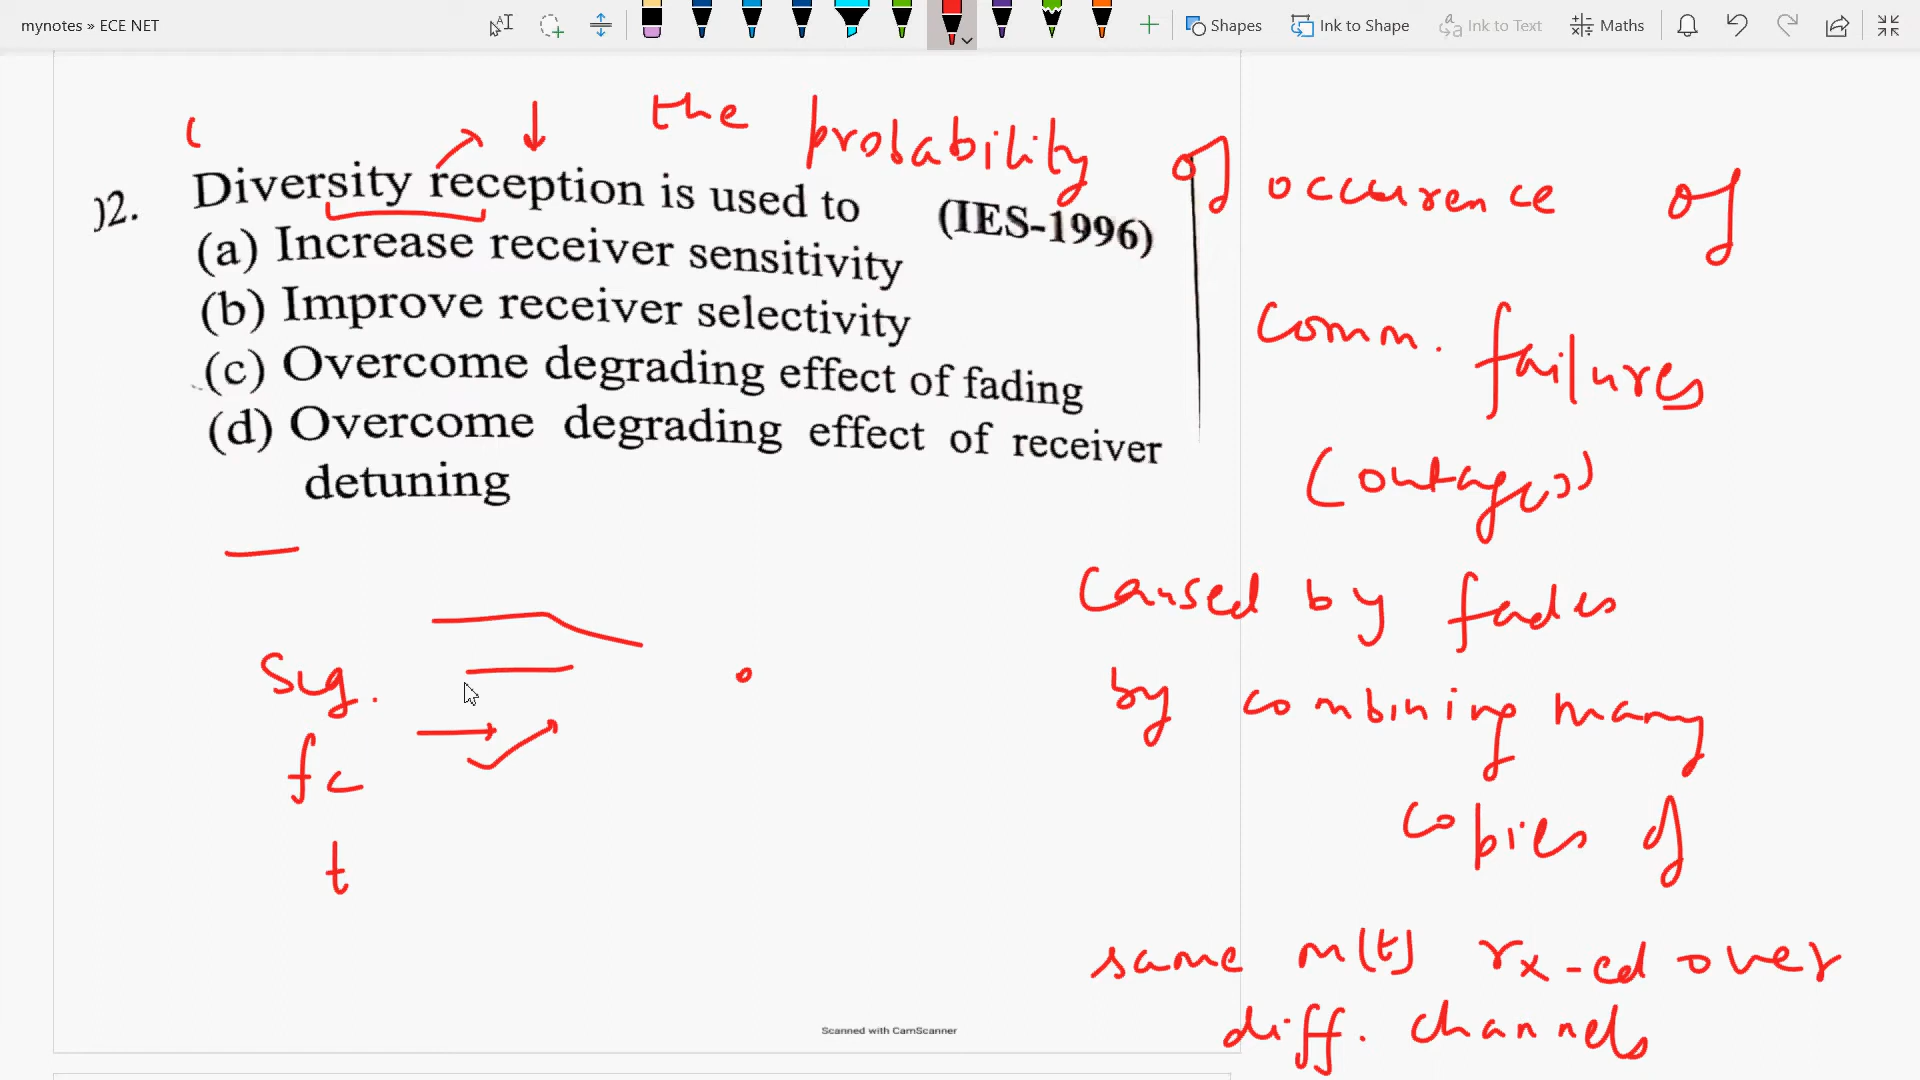 mynotes » ECE NET
Shapes
Ink to Shape
Ink to Text
Maths
↓ the probability of occurence of
)2. Diversity reception is used to (IES-1996)
(a) Increase receiver sensitivity
(b) Improve receiver selectivity
(c) Overcome degrading effect of fading
(d) Overcome degrading effect of receiver
detuning
comm. failures
(outages)
caused by fades
by combining many
copies of
same m(t) rx-ed over
diff. channels
Sig.
fc
t
Scanned with CamScanner